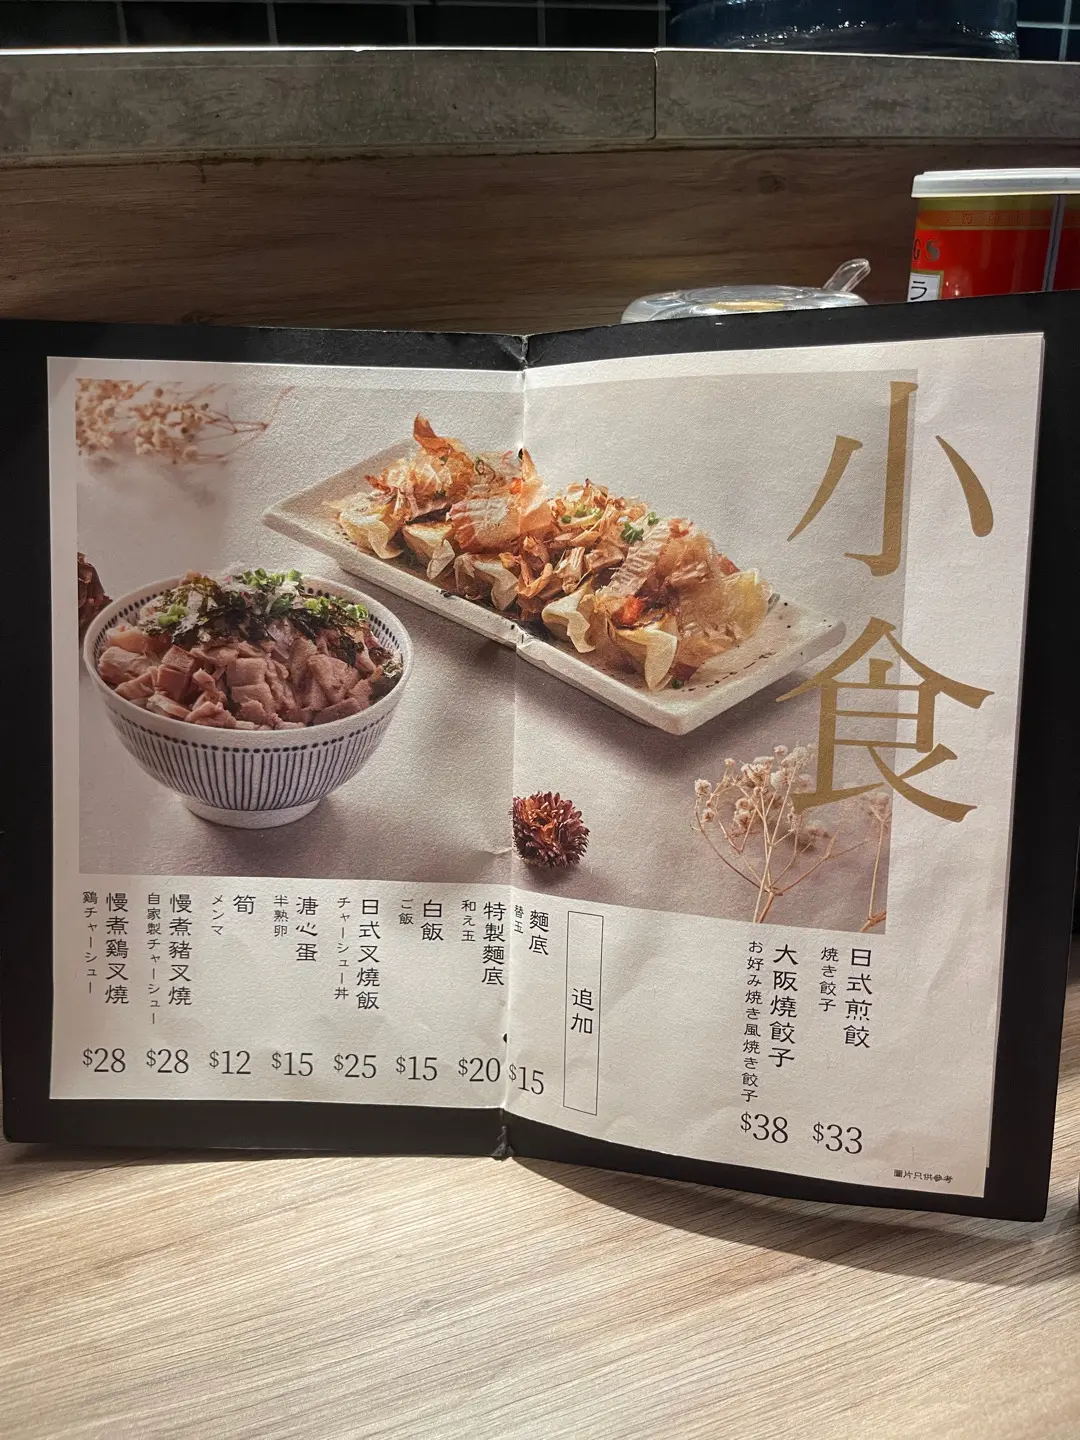 小食
日式煎餃
焼き餃子
$33
大阪燒餃子
お好み焼き風焼き餃子
$38
追加
麵底
替玉
$15
特製麵底
和え玉
$20
白飯
ご飯
$15
日式叉燒飯
チャーシュー丼
$25
溏心蛋
半熟卵
$15
筍
メンマ
$12
慢煮豬叉燒
自家製チャーシュー
$28
慢煮鷄叉燒
鷄チャーシュー
$28
圖片只供參考
G
ラ